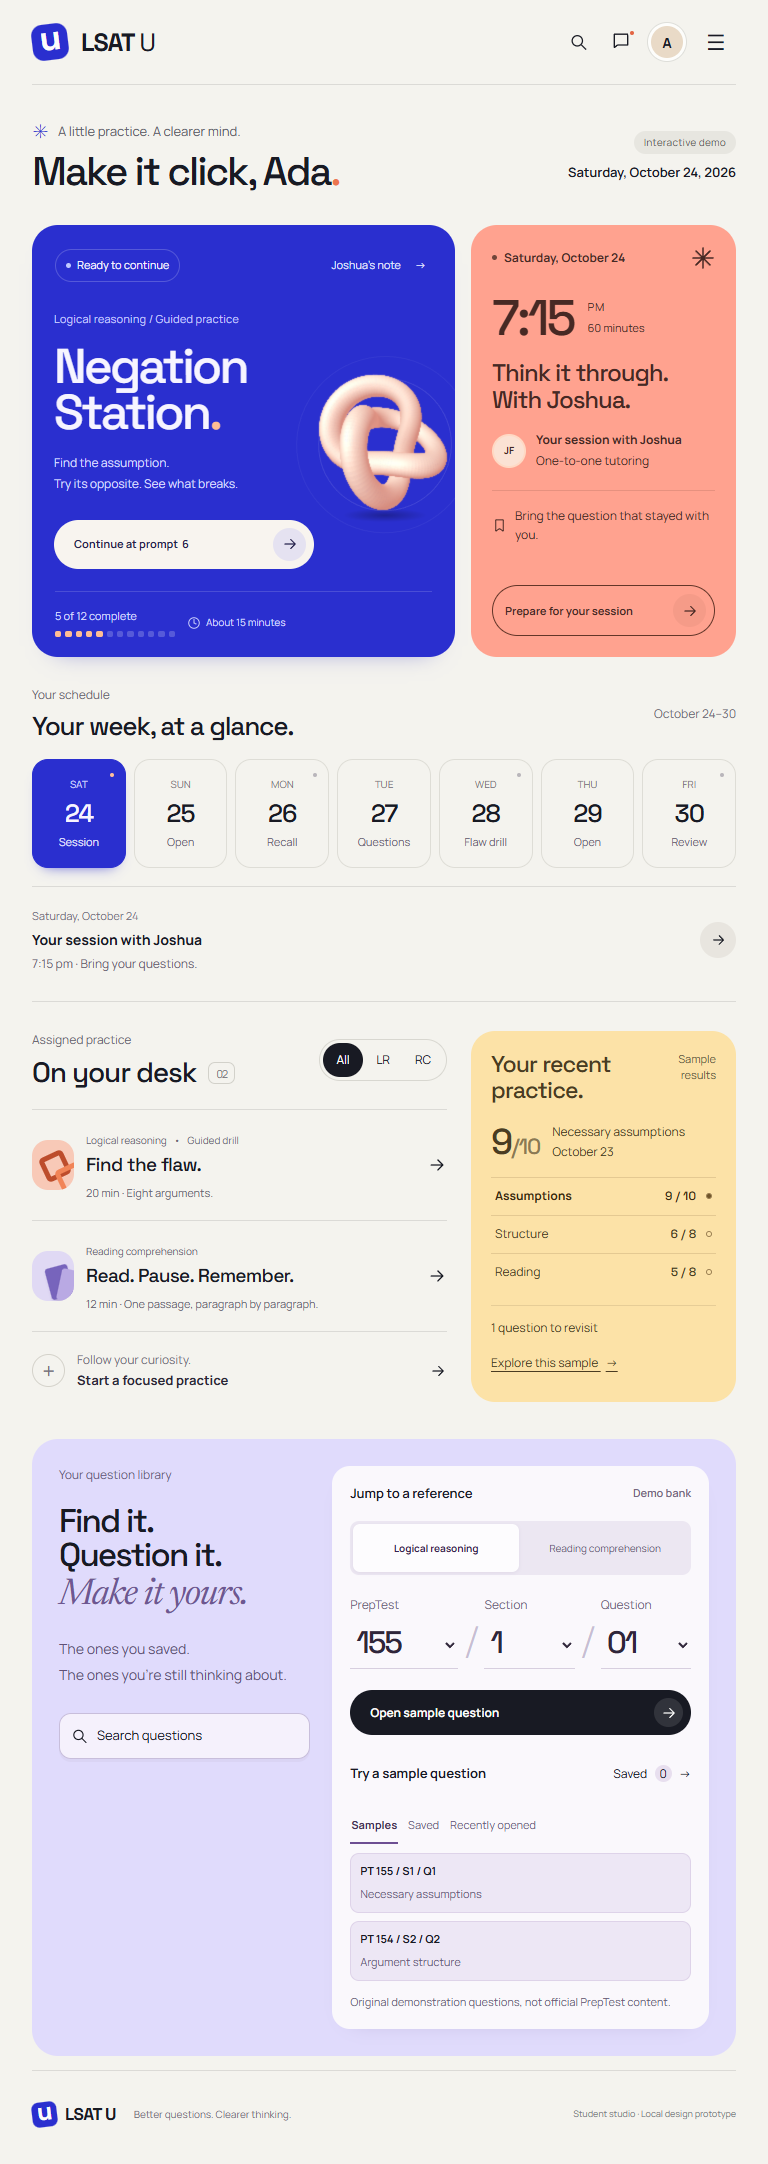 u LSAT U
A
A little practice. A clearer mind.
Make it click, Ada.
Interactive demo
Saturday, October 24, 2026
Ready to continue
Joshua's note →
Logical reasoning / Guided practice
Negation
Station.
Find the assumption.
Try its opposite. See what breaks.
Continue at prompt 6
5 of 12 complete
About 15 minutes
Saturday, October 24
7:15
PM
60 minutes
Think it through.
With Joshua.
JF
Your session with Joshua
One-to-one tutoring
Bring the question that stayed with
you.
Prepare for your session
Your schedule
Your week, at a glance.
October 24–30
SAT
24
Session
SUN
25
Open
MON
26
Recall
TUE
27
Questions
WED
28
Flaw drill
THU
29
Open
FRI
30
Review
Saturday, October 24
Your session with Joshua
7:15 pm · Bring your questions.
Assigned practice
On your desk 02
All LR RC
Logical reasoning • Guided drill
Find the flaw.
20 min · Eight arguments.
Reading comprehension
Read. Pause. Remember.
12 min · One passage, paragraph by paragraph.
Follow your curiosity.
Start a focused practice
Your recent
practice.
Sample
results
9/10
Necessary assumptions
October 23
Assumptions 9 / 10
Structure 6 / 8
Reading 5 / 8
1 question to revisit
Explore this sample →
Your question library
Find it.
Question it.
Make it yours.
The ones you saved.
The ones you're still thinking about.
Search questions
Jump to a reference
Demo bank
Logical reasoning
Reading comprehension
PrepTest Section Question
155 / 1 / 01
Open sample question
Try a sample question
Saved 0 →
Samples Saved Recently opened
PT 155 / S1 / Q1
Necessary assumptions
PT 154 / S2 / Q2
Argument structure
Original demonstration questions, not official PrepTest content.
u LSAT U
Better questions. Clearer thinking.
Student studio · Local design prototype